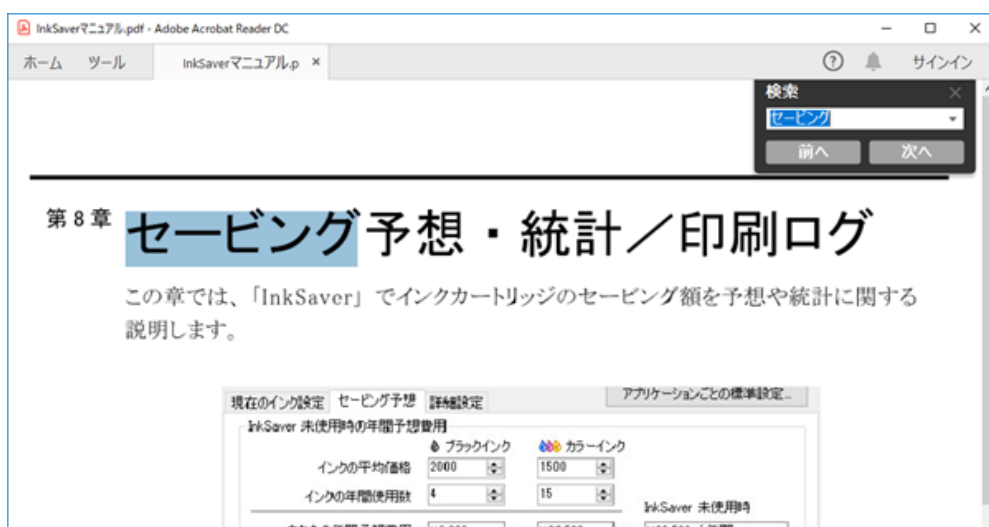 InkSaverマニュアル.pdf - Adobe Acrobat Reader DC
ホーム ツール InkSaverマニュアル.p × サインイン
検索
セービング
前へ 次へ
第8章 セービング予想・統計／印刷ログ
この章では、「InkSaver」でインクカートリッジのセービング額を予想や統計に関する
説明します。
現在のインク設定 セービング予想 詳細設定 アプリケーションごとの標準設定...
InkSaver 未使用時の年間予想費用
ブラックインク カラーインク
インクの平均価格 2000 1500
インクの年間使用数 4 15
InkSaver 未使用時